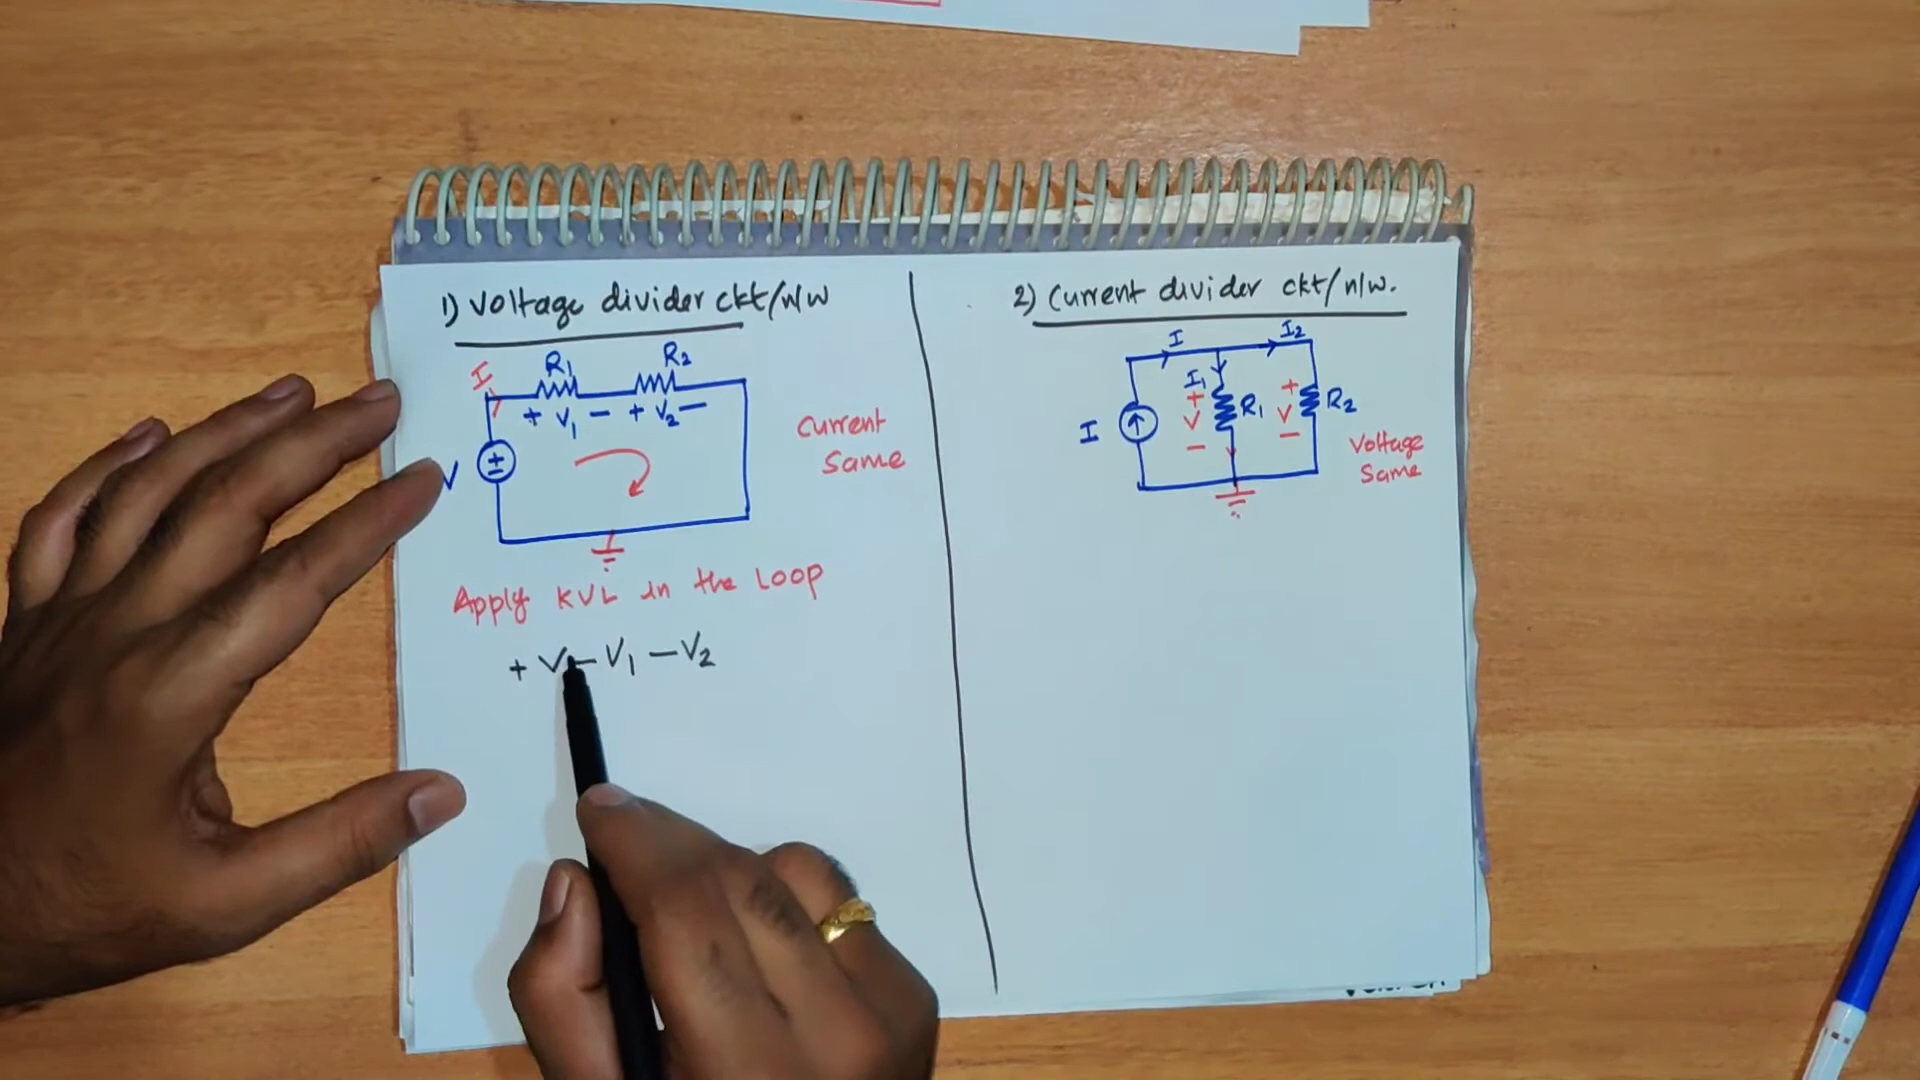 1) Voltage divider ckt/n/w
I
R1
R2
+ V1 - + V2 -
V
±
Current
Same
Apply KVL in the Loop
+ V - V1 - V2
2) Current divider ckt/n/w.
I
I2
I1
I
+
V
-
R1
+
V
-
R2
Voltage
Same